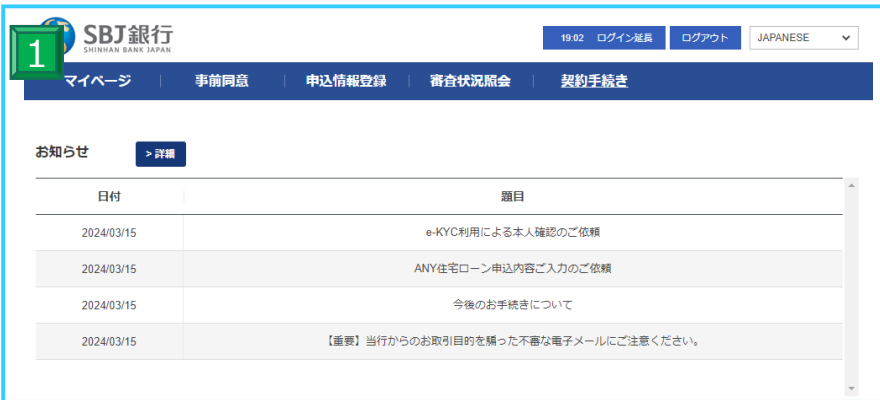 SBJ銀行
SHINHAN BANK JAPAN
19:02 ログイン延長 ログアウト JAPANESE
1
マイページ 事前同意 申込情報登録 審査状況照会 契約手続き
お知らせ >詳細
日付 題目
2024/03/15 e-KYC利用による本人確認のご依頼
2024/03/15 ANY住宅ローン申込内容ご入力のご依頼
2024/03/15 今後のお手続きについて
2024/03/15 【重要】当行からのお取引目的を騙った不審な電子メールにご注意ください。